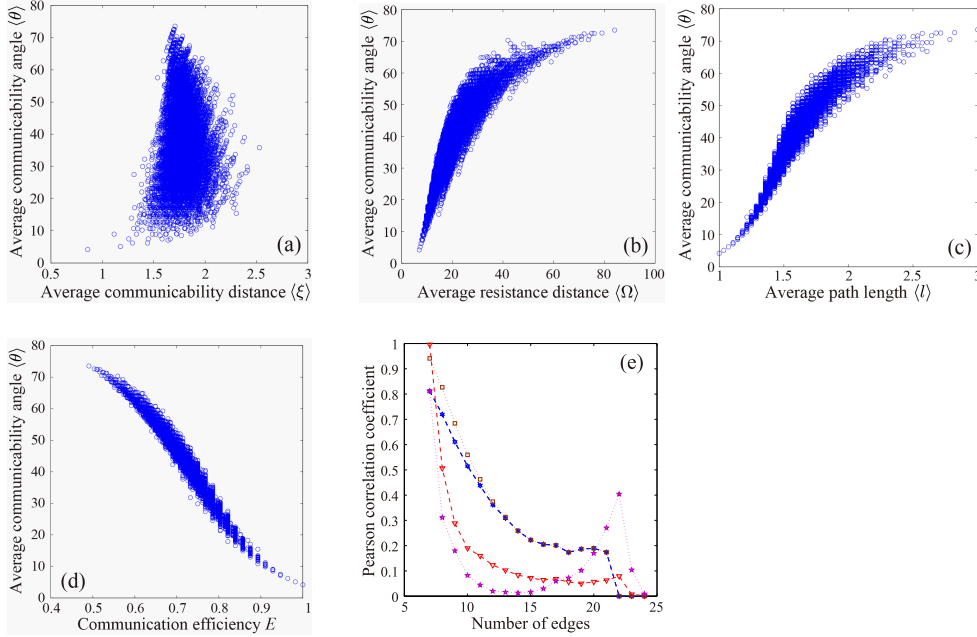 Average communicability angle ⟨θ⟩
80
70
60
50
40
30
20
10
0
0.5 1 1.5 2 2.5 3
Average communicability distance ⟨ξ⟩
(a)
Average communicability angle ⟨θ⟩
80
70
60
50
40
30
20
10
0
0 20 40 60 80 100
Average resistance distance ⟨Ω⟩
(b)
Average communicability angle ⟨θ⟩
80
70
60
50
40
30
20
10
0
1 1.5 2 2.5 3
Average path length ⟨l⟩
(c)
Average communicability angle ⟨θ⟩
80
70
60
50
40
30
20
10
0
0.4 0.5 0.6 0.7 0.8 0.9 1
Communication efficiency E
(d)
Pearson correlation coefficient
1
0.9
0.8
0.7
0.6
0.5
0.4
0.3
0.2
0.1
0
5 10 15 20 25
Number of edges
(e)